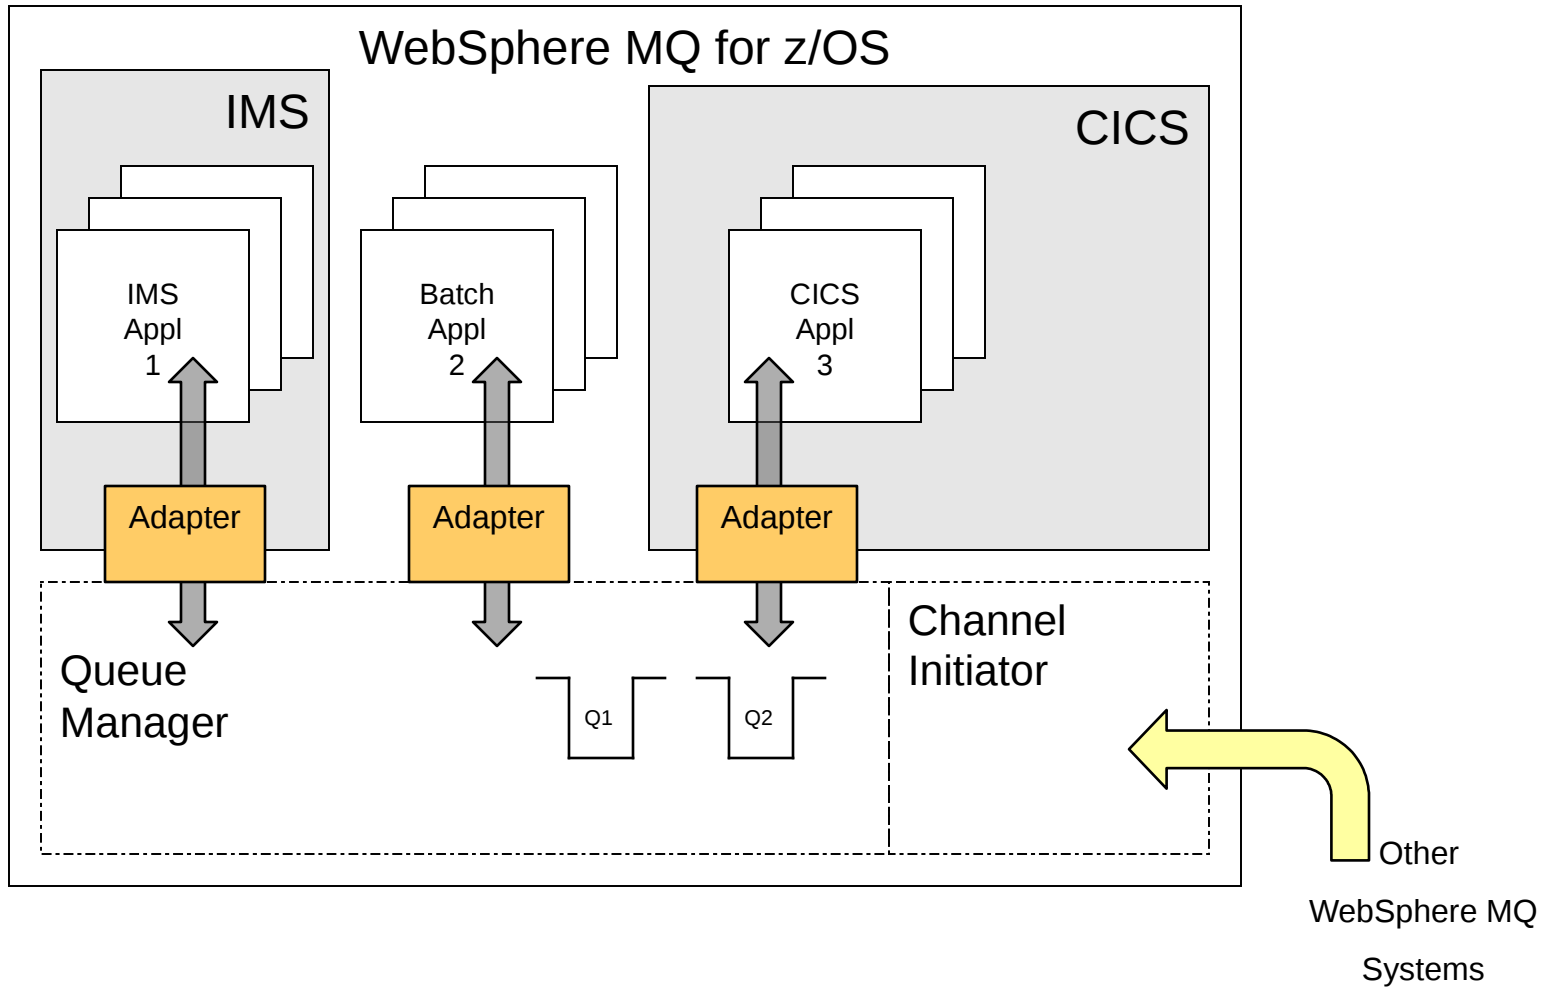 WebSphere MQ for z/OS
IMS
CICS
IMS
Appl
1
Batch
Appl
2
CICS
Appl
3
Adapter
Adapter
Adapter
Queue
Manager
Q1
Q2
Channel
Initiator
Other
WebSphere MQ
Systems